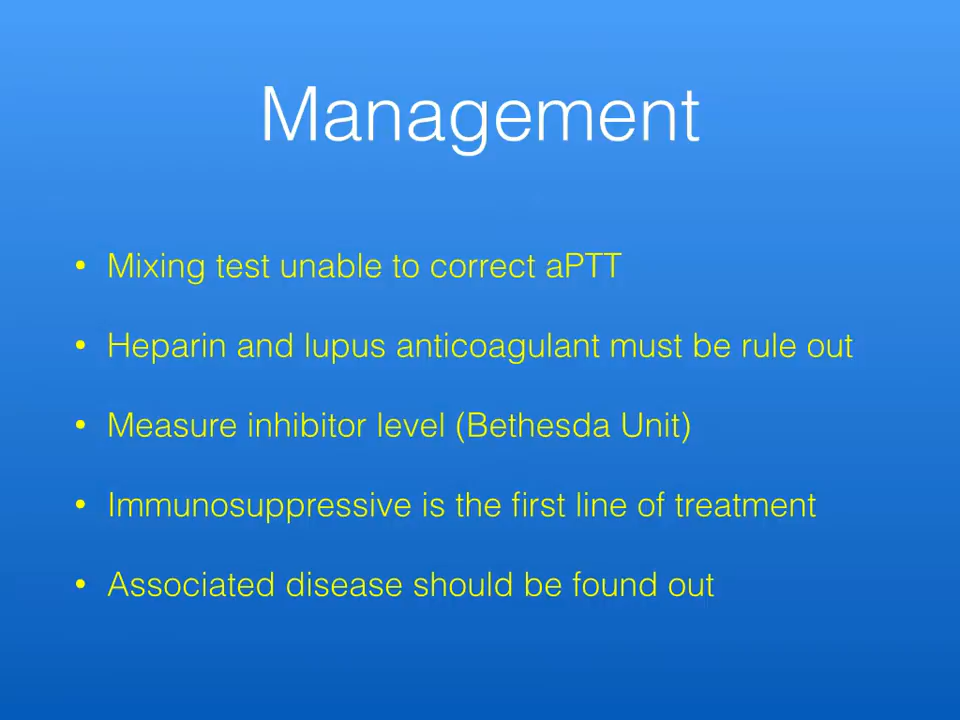 Management
• Mixing test unable to correct aPTT
• Heparin and lupus anticoagulant must be rule out
• Measure inhibitor level (Bethesda Unit)
• Immunosuppressive is the first line of treatment
• Associated disease should be found out